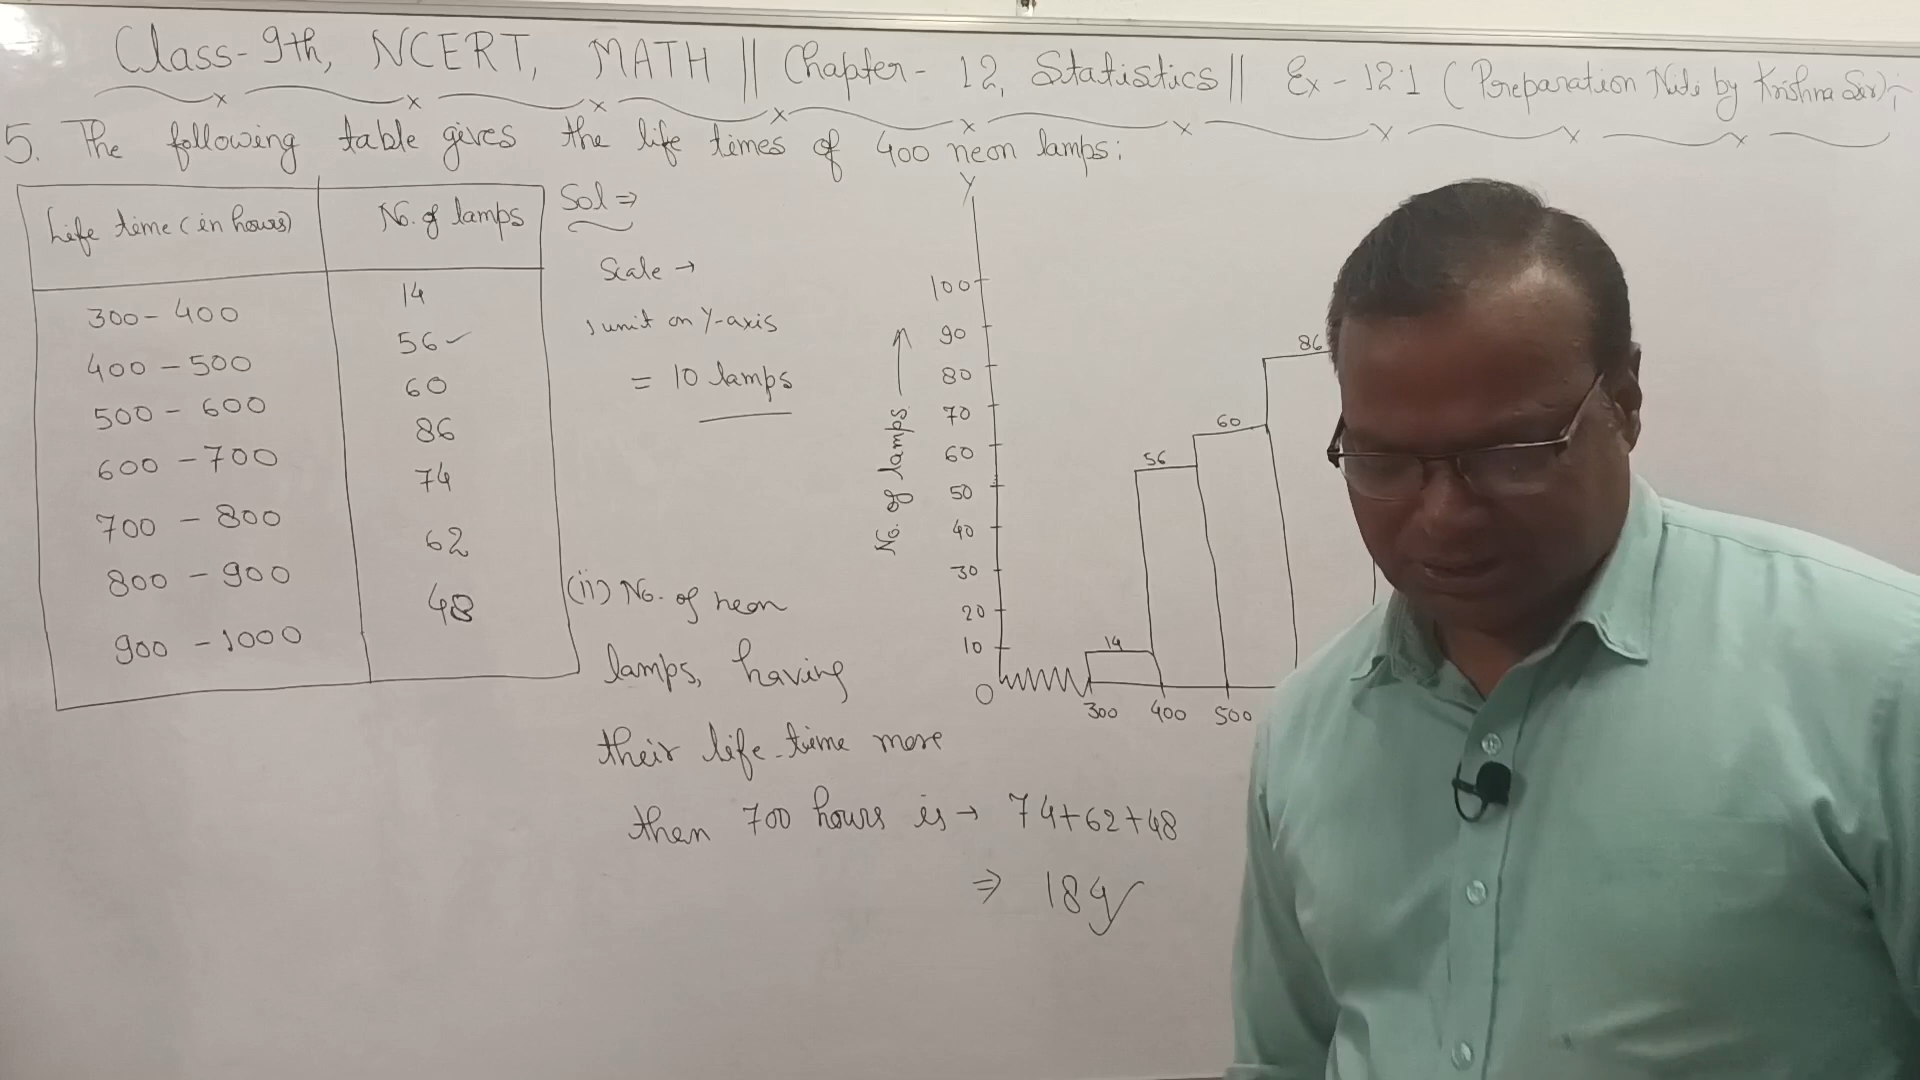 Class-9th, NCERT, MATH || Chapter- 12, Statistics || Ex - 12.1 (Preparation Niti by Krishna Sir);-
5. The following table gives the life times of 400 neon lamps:
Life time (in hours) No. of lamps
300 - 400 14
400 - 500 56
500 - 600 60
600 - 700 86
700 - 800 74
800 - 900 62
900 - 1000 48
Sol ⇒
Scale →
1 unit on Y-axis
= 10 lamps
(ii) No. of neon
lamps, having
their life-time more
then 700 hours is → 74+62+48
⇒ 184
Y
No. of lamps →
100
90
80
70
60
50
40
30
20
10
O
14
56
60
86
300 400 500